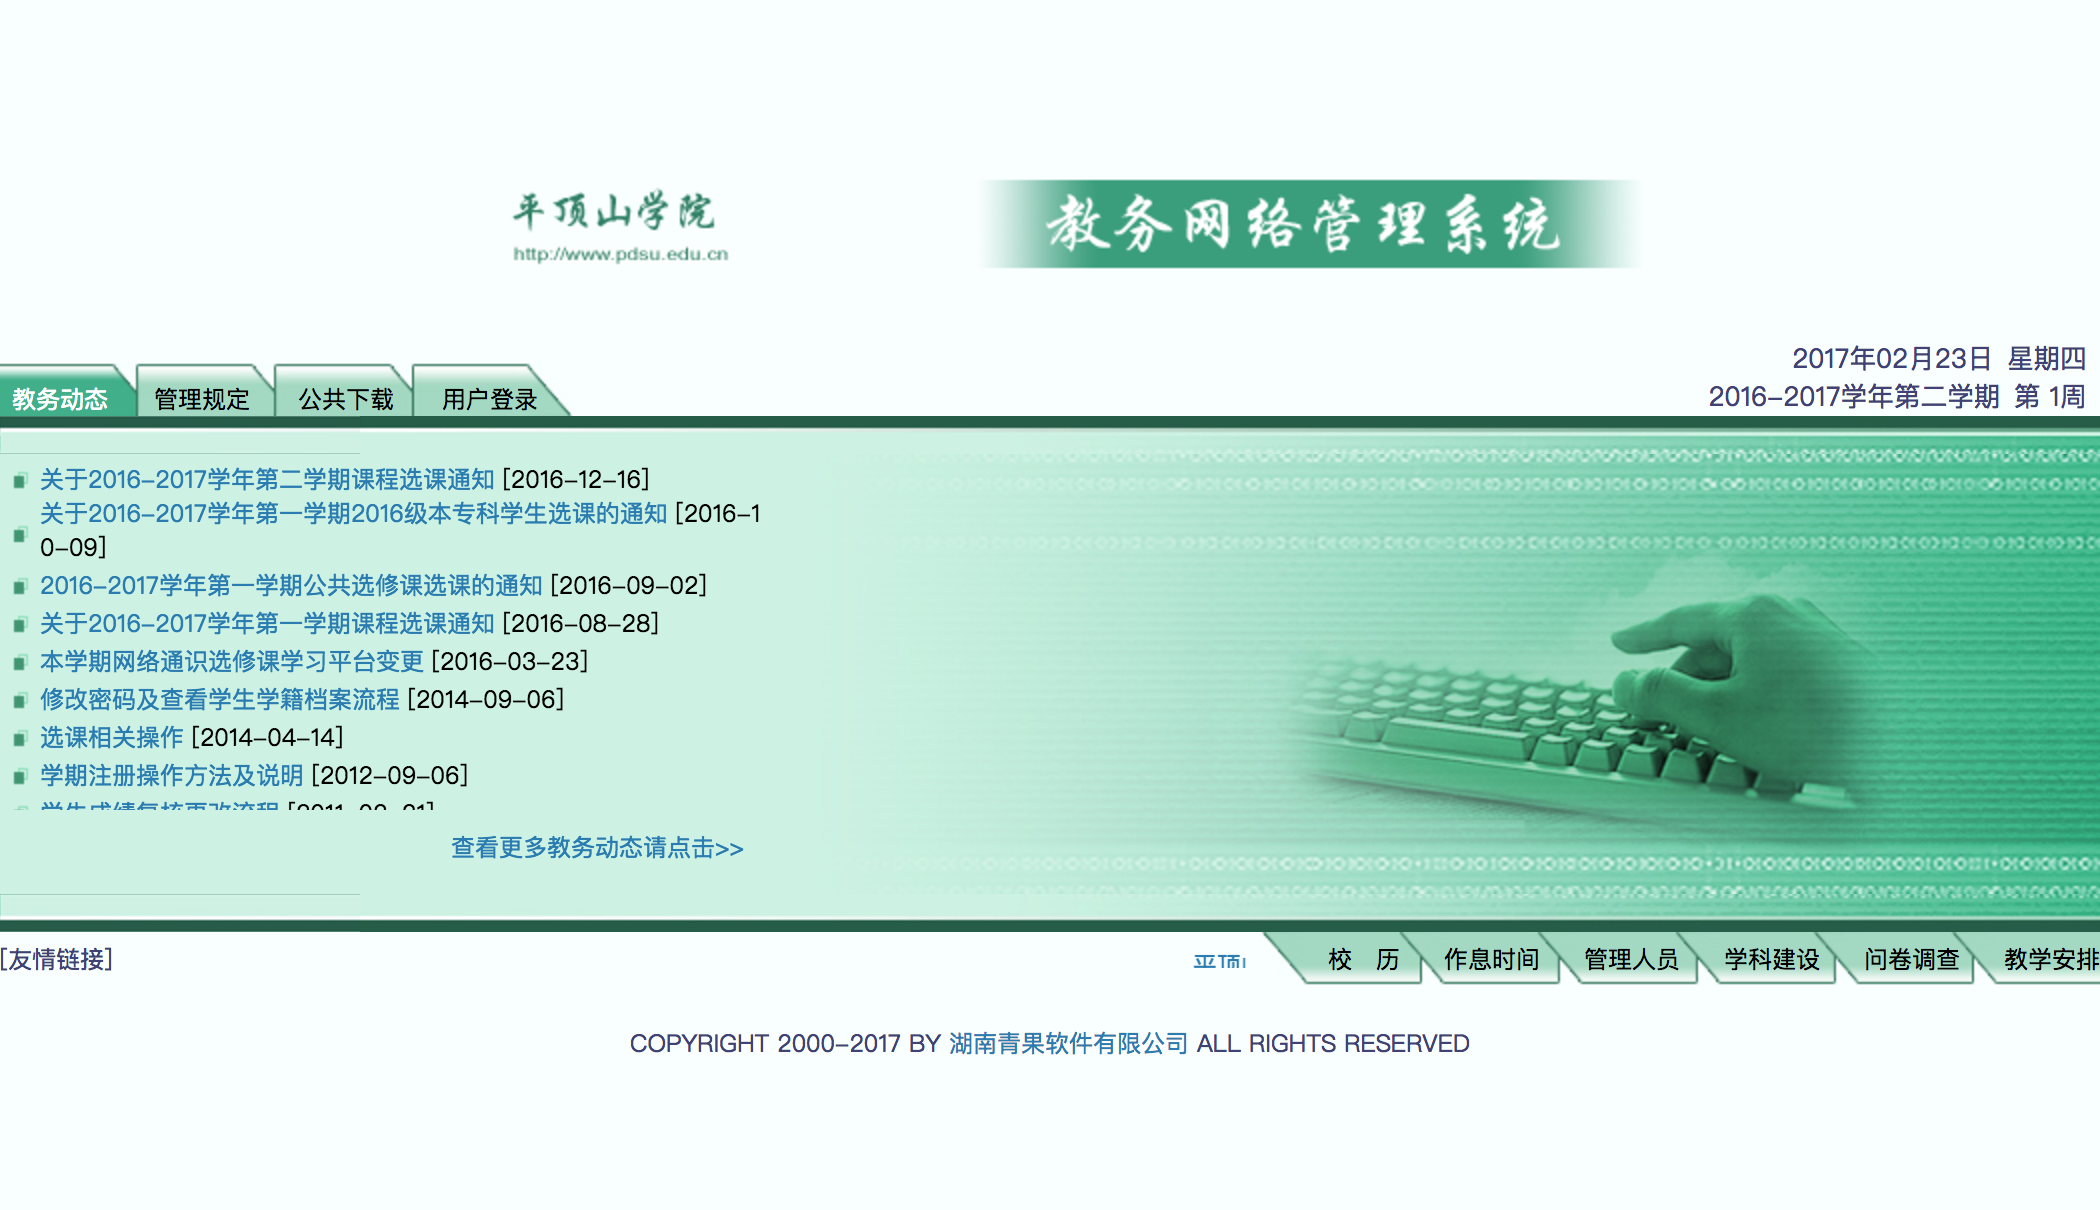 平顶山学院
http://www.pdsu.edu.cn
教务网络管理系统
2017年02月23日 星期四
2016-2017学年第二学期 第 1周
教务动态 管理规定 公共下载 用户登录
关于2016-2017学年第二学期课程选课通知 [2016-12-16]
关于2016-2017学年第一学期2016级本专科学生选课的通知 [2016-1
0-09]
2016-2017学年第一学期公共选修课选课的通知 [2016-09-02]
关于2016-2017学年第一学期课程选课通知 [2016-08-28]
本学期网络通识选修课学习平台变更 [2016-03-23]
修改密码及查看学生学籍档案流程 [2014-09-06]
选课相关操作 [2014-04-14]
学期注册操作方法及说明 [2012-09-06]
学生成绩复核更改流程
查看更多教务动态请点击>>
[友情链接]
校 历 作息时间 管理人员 学科建设 问卷调查 教学安排
COPYRIGHT 2000-2017 BY 湖南青果软件有限公司 ALL RIGHTS RESERVED